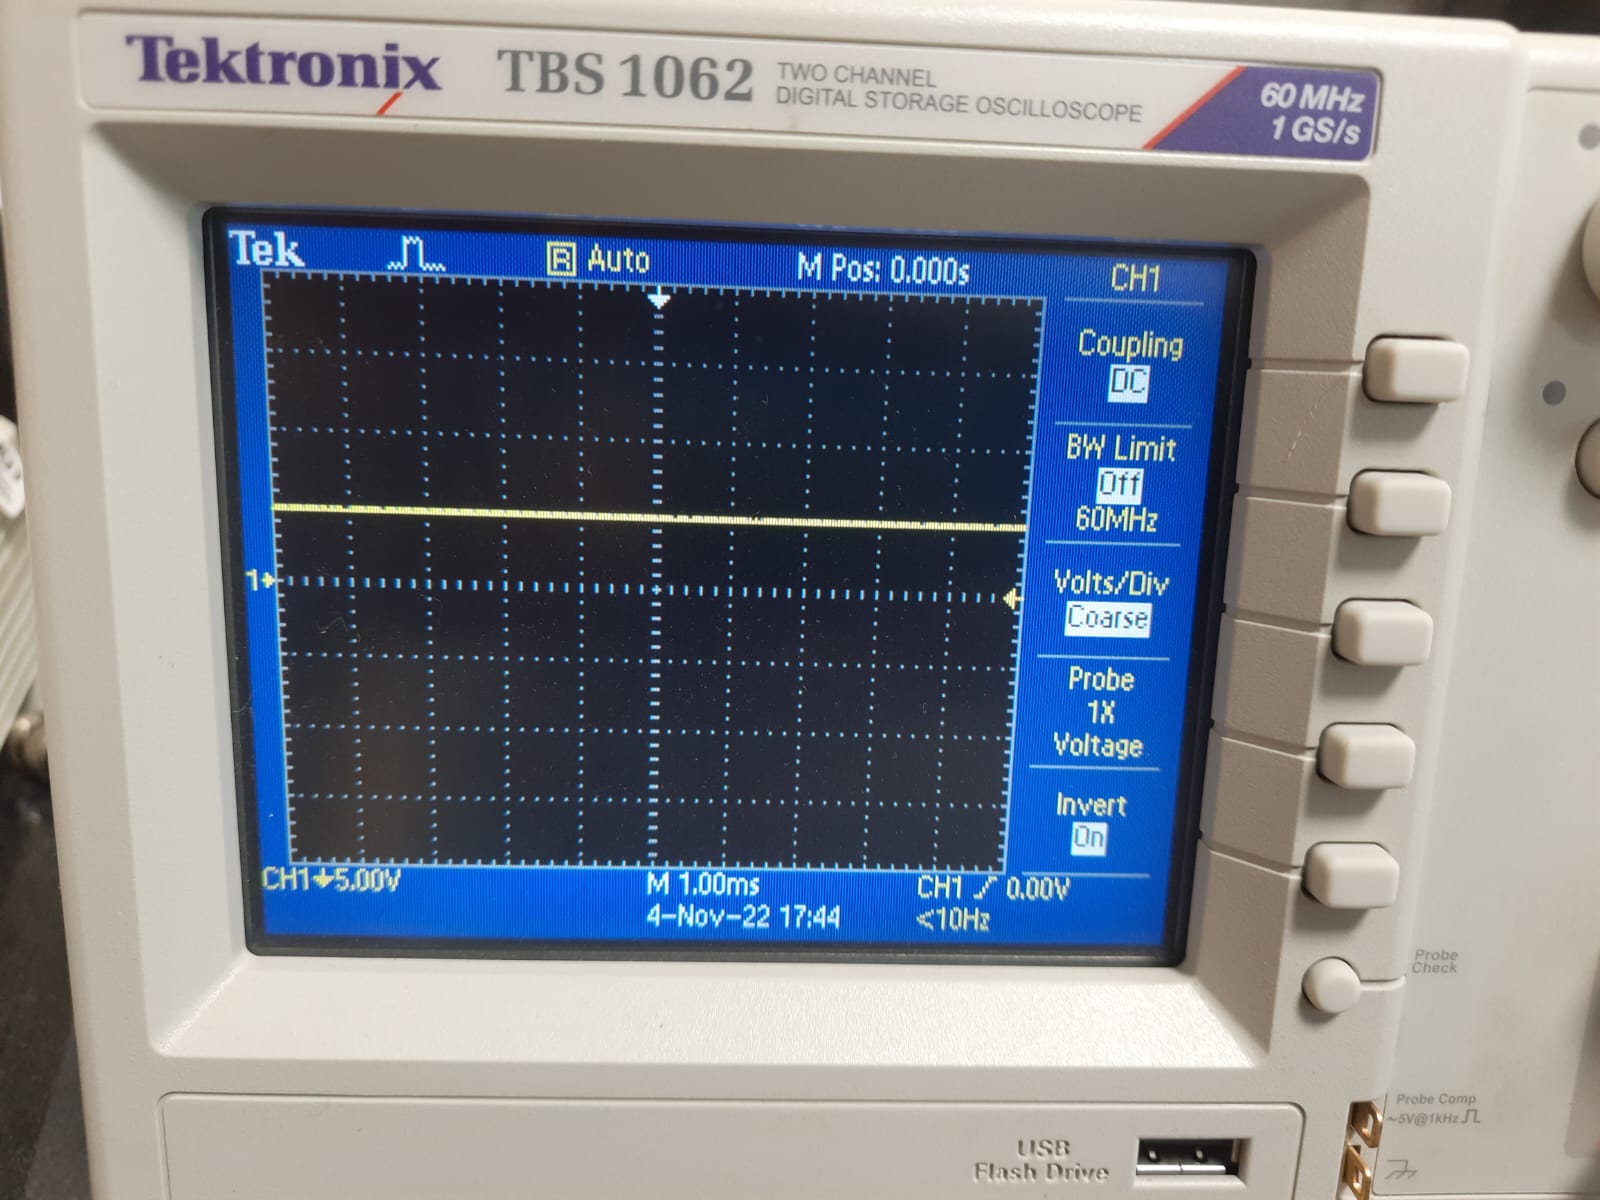 Tektronix TBS 1062 TWO CHANNEL
DIGITAL STORAGE OSCILLOSCOPE
60 MHz
1 GS/s
Tek R Auto M Pos: 0.000s CH1
Coupling
DC
BW Limit
Off
60MHz
1
Volts/Div
Coarse
Probe
1X
Voltage
Invert
On
CH1 5.00V M 1.00ms CH1 0.00V
4-Nov-22 17:44 <10Hz
Probe
Check
Probe Comp
~5V@1kHz
USB
Flash Drive